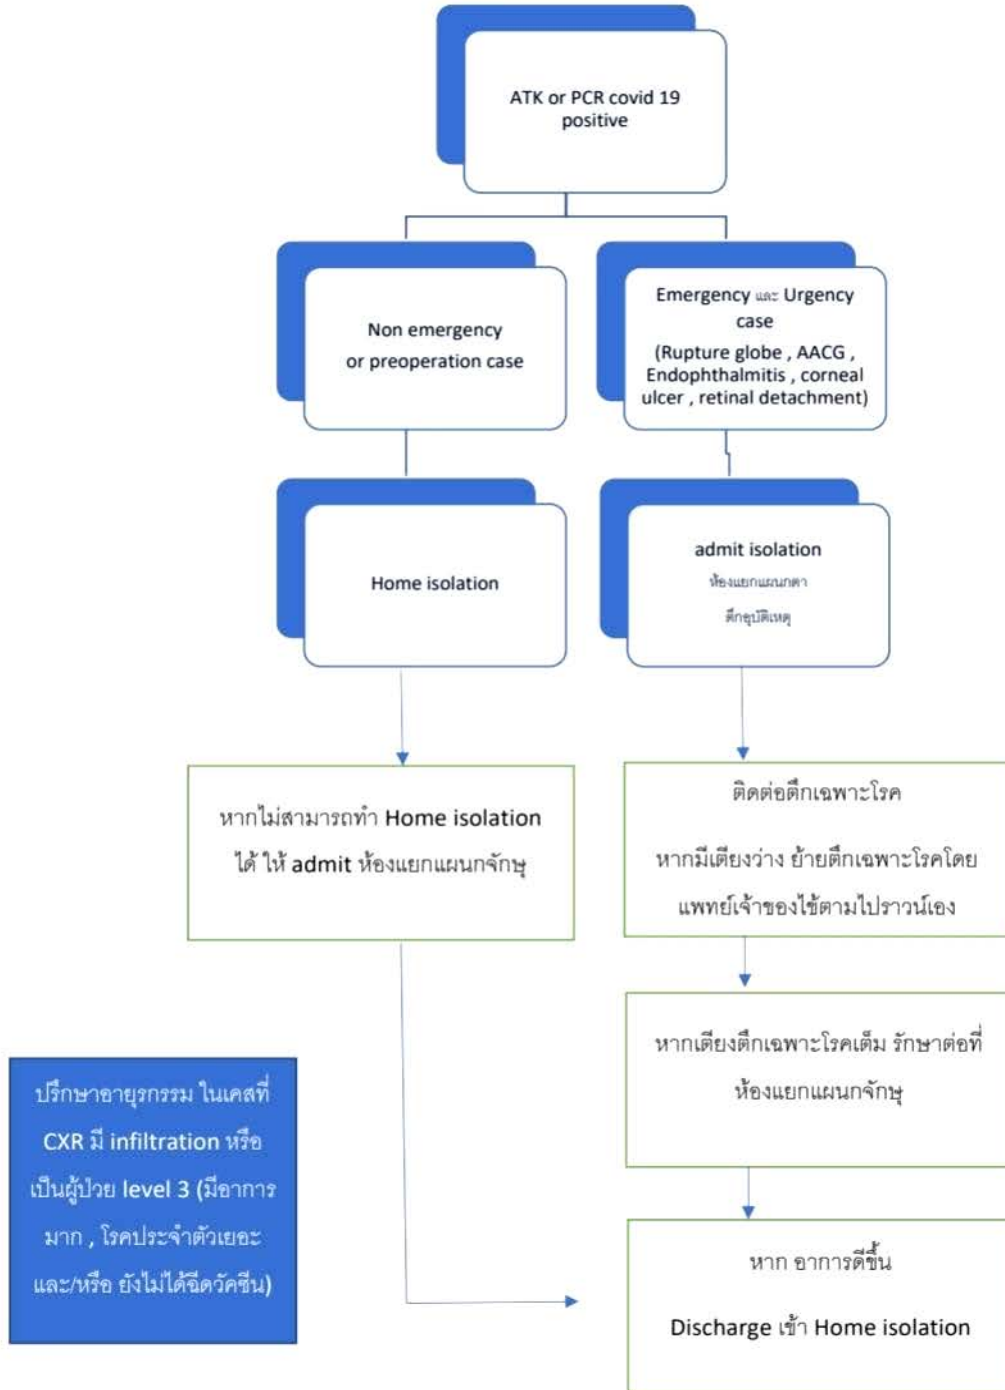 ATK or PCR covid 19
positive
Non emergency
or preoperation case
Emergency และ Urgency
case
(Rupture globe , AACG ,
Endophthalmitis , corneal
ulcer , retinal detachment)
Home isolation
admit isolation
ห้องแยกแผนกตา
ตึกอุบัติเหตุ
หากไม่สามารถทำ Home isolation
ได้ ให้ admit ห้องแยกแผนกจักษุ
ติดต่อตึกเฉพาะโรค
หากมีเตียงว่าง ย้ายตึกเฉพาะโรคโดย
แพทย์เจ้าของไข้ตามไปราวน์เอง
หากเตียงตึกเฉพาะโรคเต็ม รักษาต่อที่
ห้องแยกแผนกจักษุ
ปรึกษาอายุรกรรม ในเคสที่
CXR มี infiltration หรือ
เป็นผู้ป่วย level 3 (มีอาการ
มาก , โรคประจำตัวเยอะ
และ/หรือ ยังไม่ได้ฉีดวัคซีน)
หาก อาการดีขึ้น
Discharge เข้า Home isolation